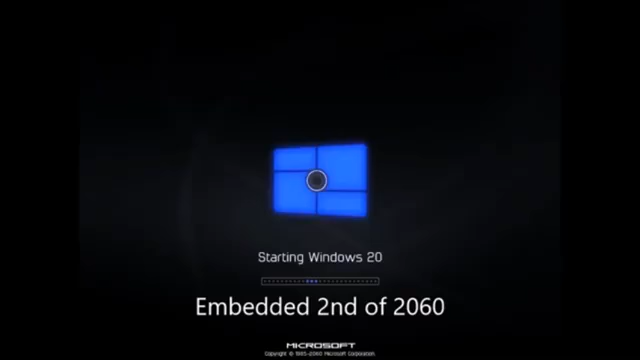 Starting Windows 20
Embedded 2nd of 2060
MICROSOFT
Copyright © 1985-2060 Microsoft Corporation.